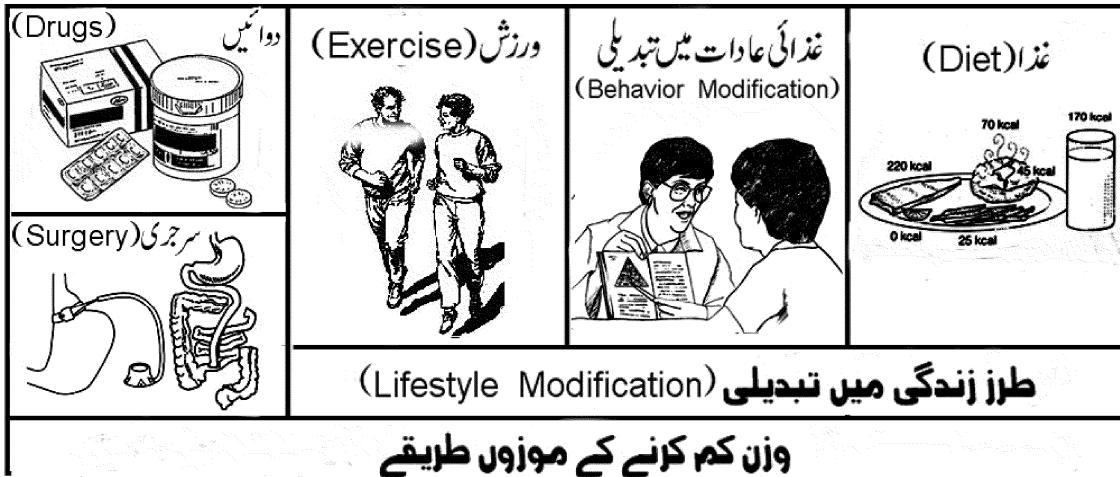 غذا (Diet)
170 kcal
70 kcal
220 kcal
45 kcal
0 kcal
25 kcal
غذائی عادات میں تبدیلی
(Behavior Modification)
ورزش (Exercise)
دوائیں (Drugs)
سرجری (Surgery)
طرز زندگی میں تبدیلی (Lifestyle Modification)
وزن کم کرنے کے موزوں طریقے